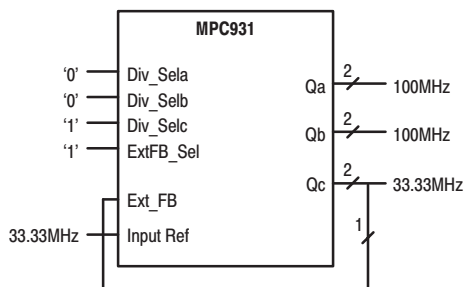 MPC931
'0' Div_Sela
'0' Div_Selb
'1' Div_Selc
'1' ExtFB_Sel
Ext_FB
33.33MHz Input Ref
Qa 2 100MHz
Qb 2 100MHz
Qc 2 33.33MHz
1